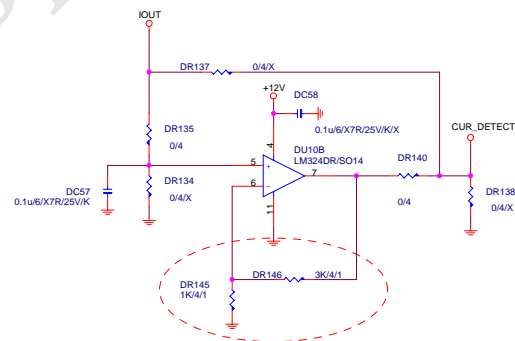 IOUT
DR137 0/4/X
+12V
DC58
0.1u/6/X7R/25V/K/X
CUR_DETECT
DR135
0/4
4
DU10B
LM324DR/SO14
5
+
7
DR140
6
-
DC57
0.1u/6/X7R/25V/K
DR134
0/4/X
11
0/4
DR138
0/4/X
DR146 3K/4/1
DR145
1K/4/1